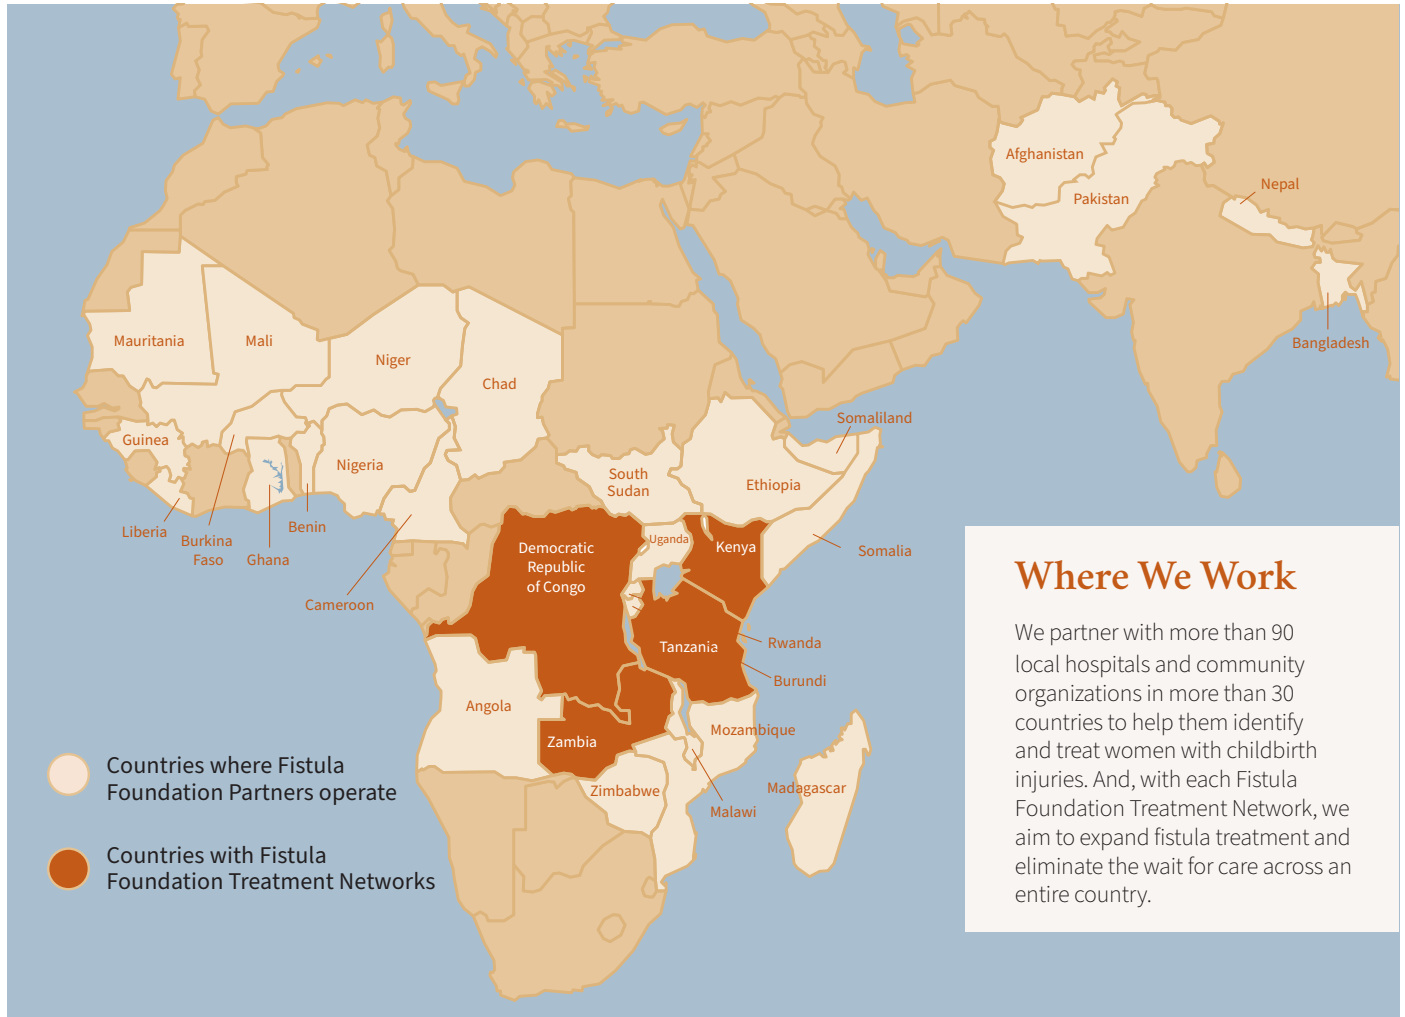 Afghanistan
Nepal
Pakistan
Mauritania
Mali
Bangladesh
Niger
Chad
Somaliland
Guinea
Nigeria
South
Sudan
Ethiopia
Liberia
Burkina
Faso
Benin
Ghana
Uganda
Kenya
Somalia
Democratic
Republic
of Congo
Cameroon
Tanzania
Rwanda
Burundi
Angola
Mozambique
Zambia
Zimbabwe
Madagascar
Malawi
Countries where Fistula
Foundation Partners operate
Countries with Fistula
Foundation Treatment Networks
Where We Work
We partner with more than 90
local hospitals and community
organizations in more than 30
countries to help them identify
and treat women with childbirth
injuries. And, with each Fistula
Foundation Treatment Network, we
aim to expand fistula treatment and
eliminate the wait for care across an
entire country.